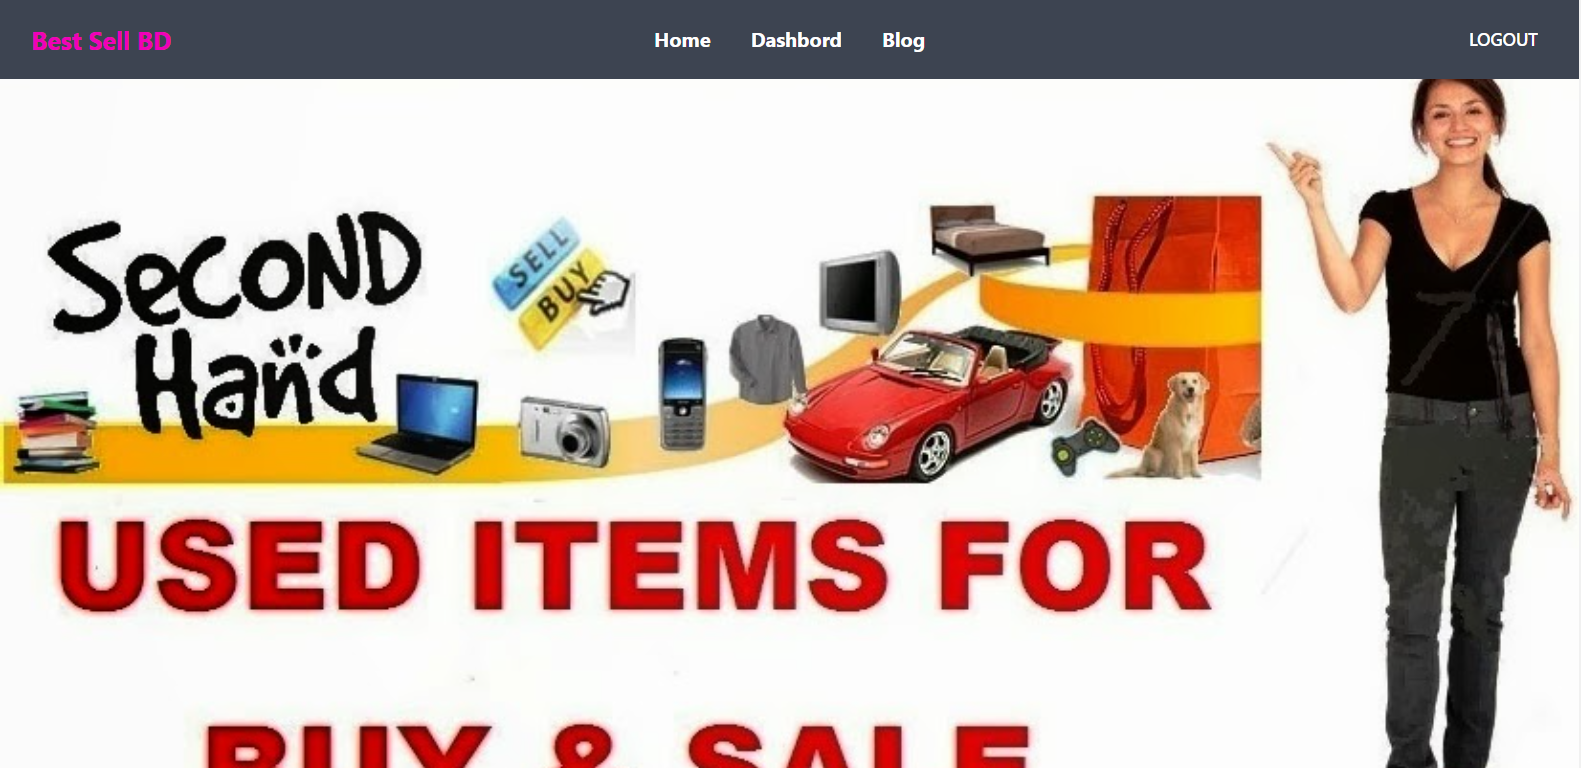 Best Sell BD
Home Dashbord Blog
LOGOUT
SECOND
Hand
SELL
BUY
USED ITEMS FOR
BUY & SALE